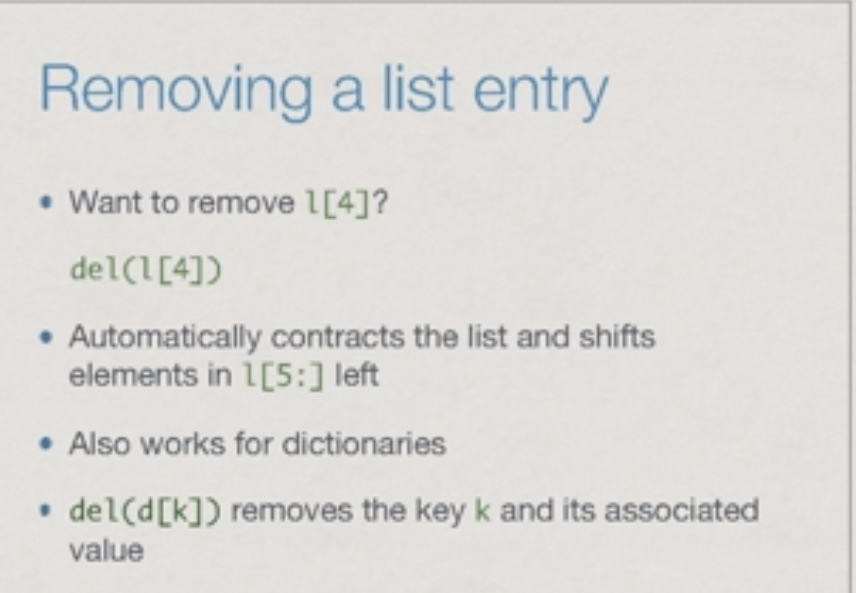 Removing a list entry
• Want to remove l[4]?
del(l[4])
• Automatically contracts the list and shifts
elements in l[5:] left
• Also works for dictionaries
• del(d[k]) removes the key k and its associated
value